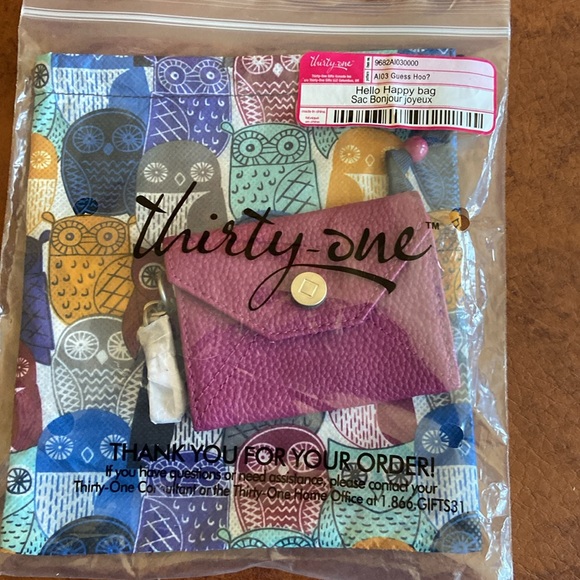 thirty-one™
9682AI030000
AI03 Guess Hoo?
Hello Happy bag
Sac Bonjour joyeux
thirty-one™
THANK YOU FOR YOUR ORDER!
If you have questions or need assistance, please contact your
Thirty-One Consultant or the Thirty-One Home Office at 1.866.GIFTS31